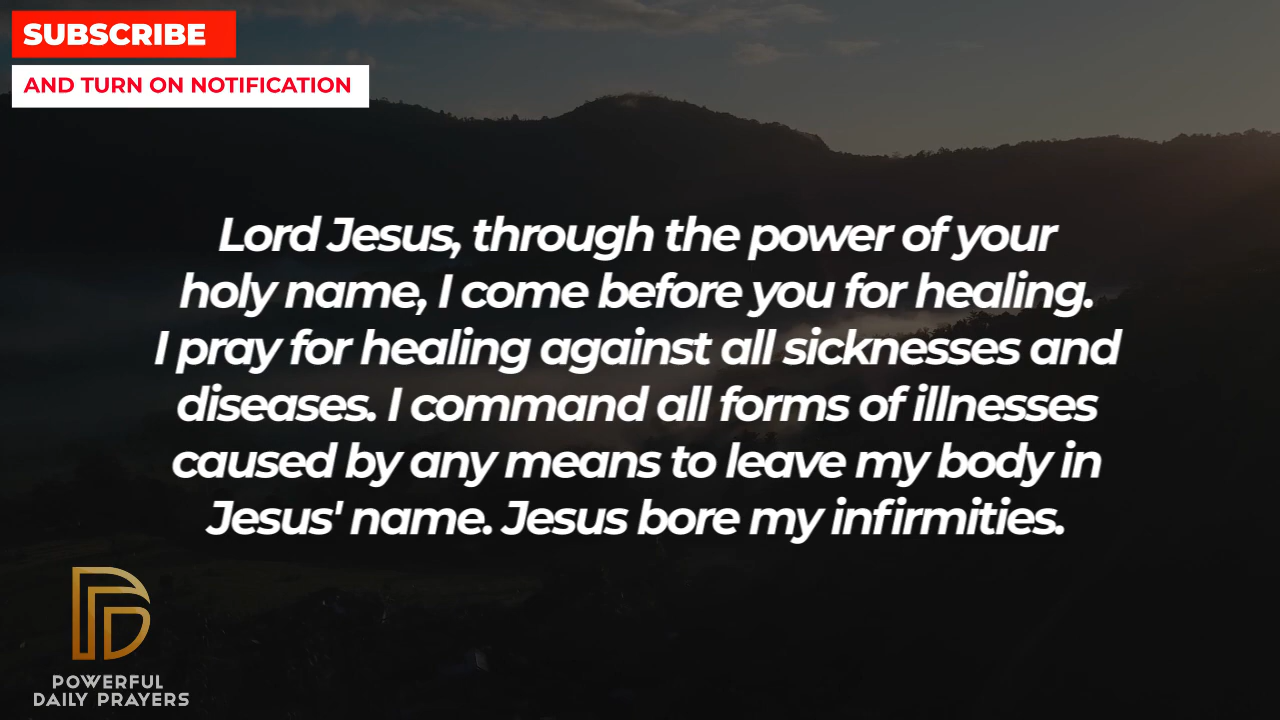 SUBSCRIBE
AND TURN ON NOTIFICATION
Lord Jesus, through the power of your
holy name, I come before you for healing.
I pray for healing against all sicknesses and
diseases. I command all forms of illnesses
caused by any means to leave my body in
Jesus' name. Jesus bore my infirmities.
POWERFUL
DAILY PRAYERS